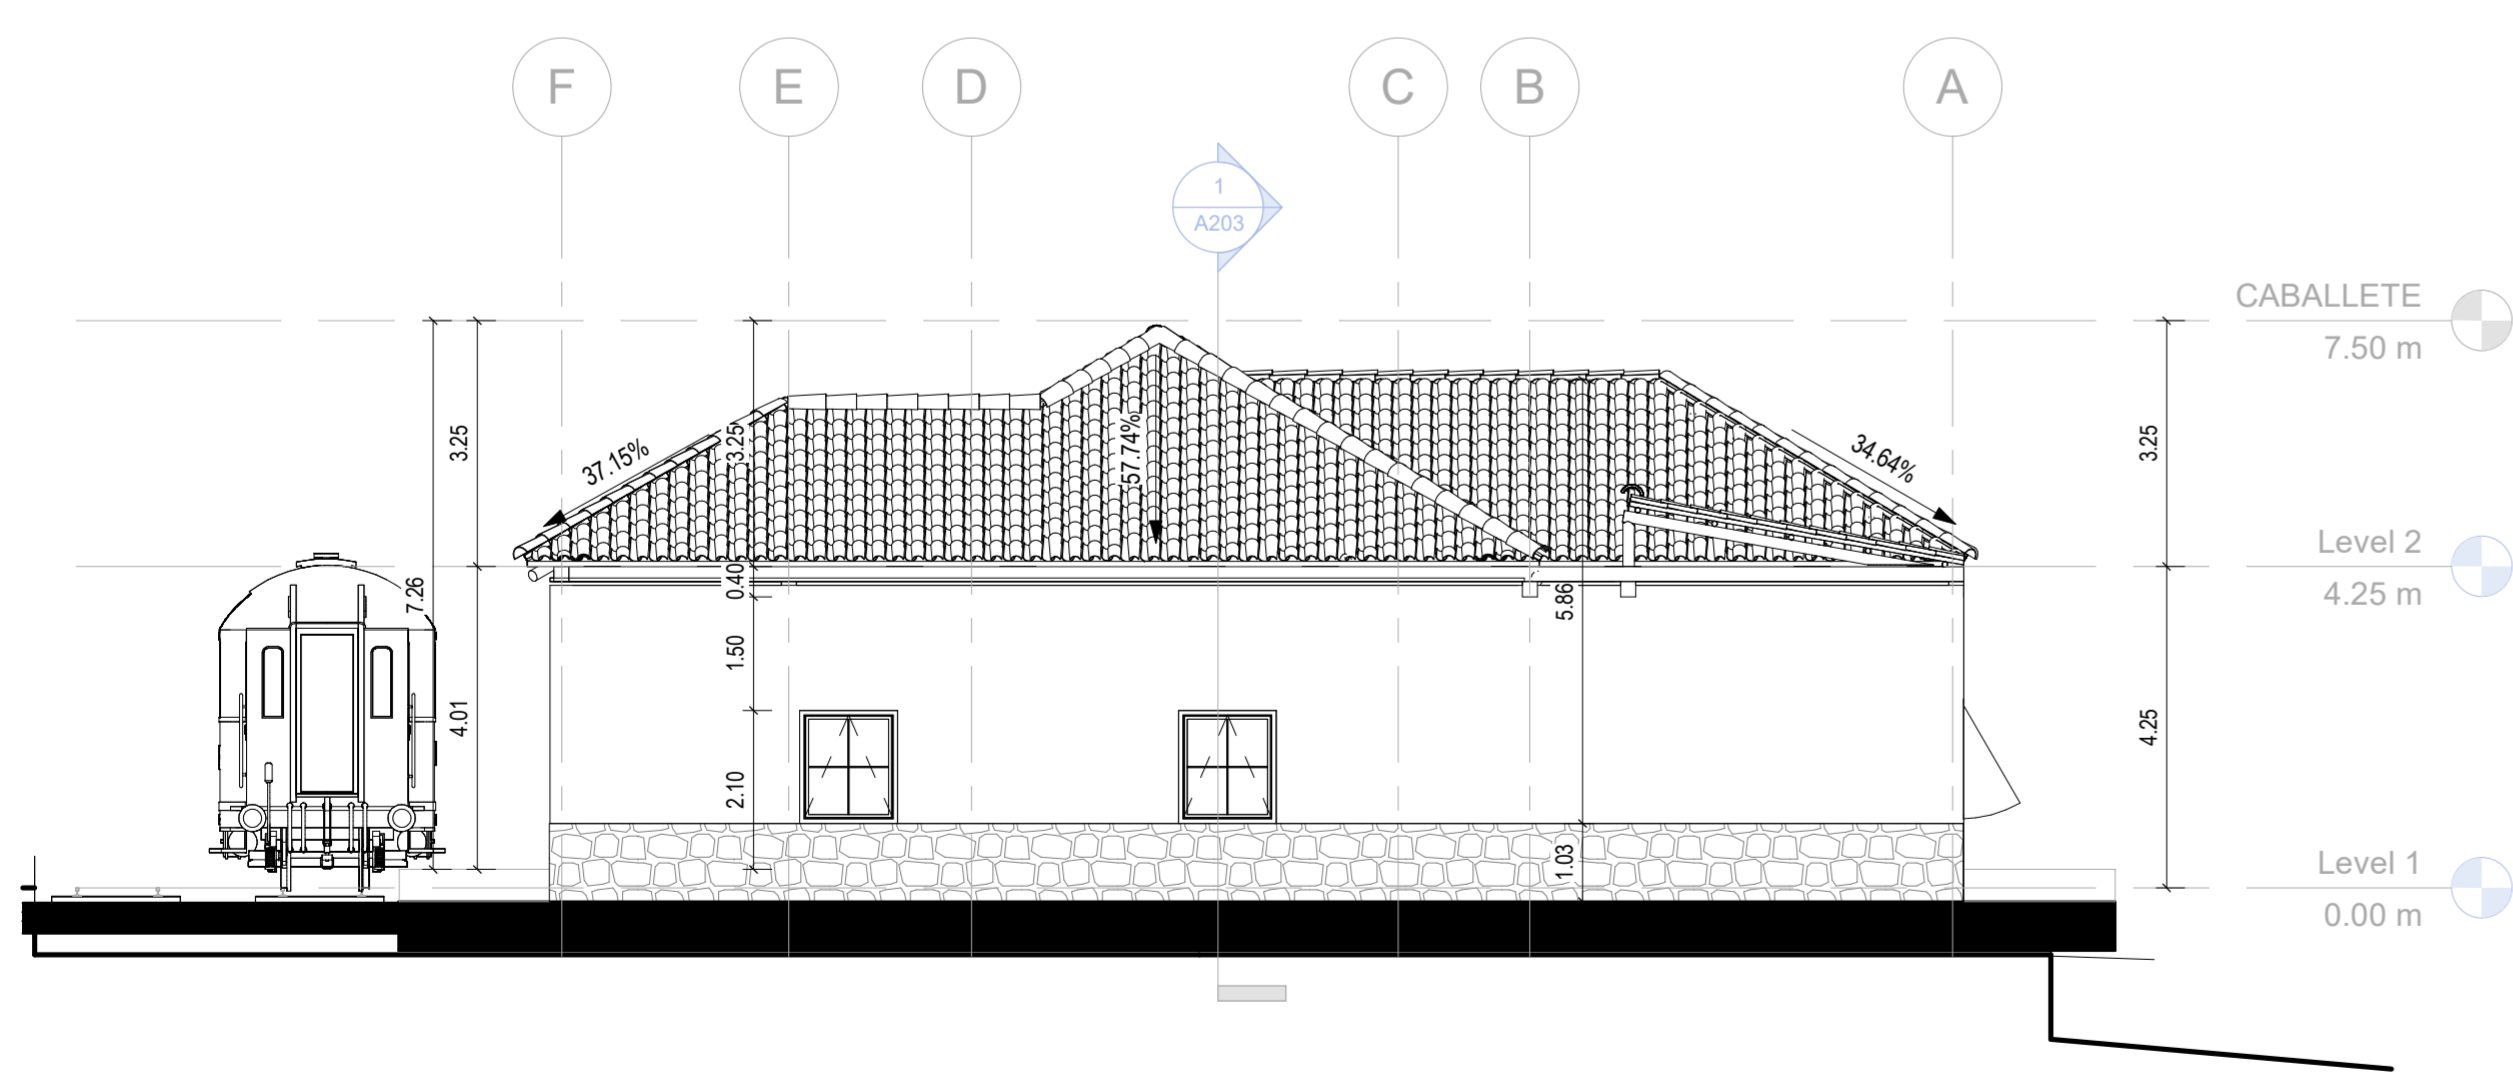 F
E
D
C
B
A
1
A203
CABALLETE
7.50 m
3.25
3.25
37.15%
57.74%
34.64%
3.25
Level 2
4.25 m
7.26
0.40
5.86
1.50
4.01
4.25
2.10
1.03
Level 1
0.00 m